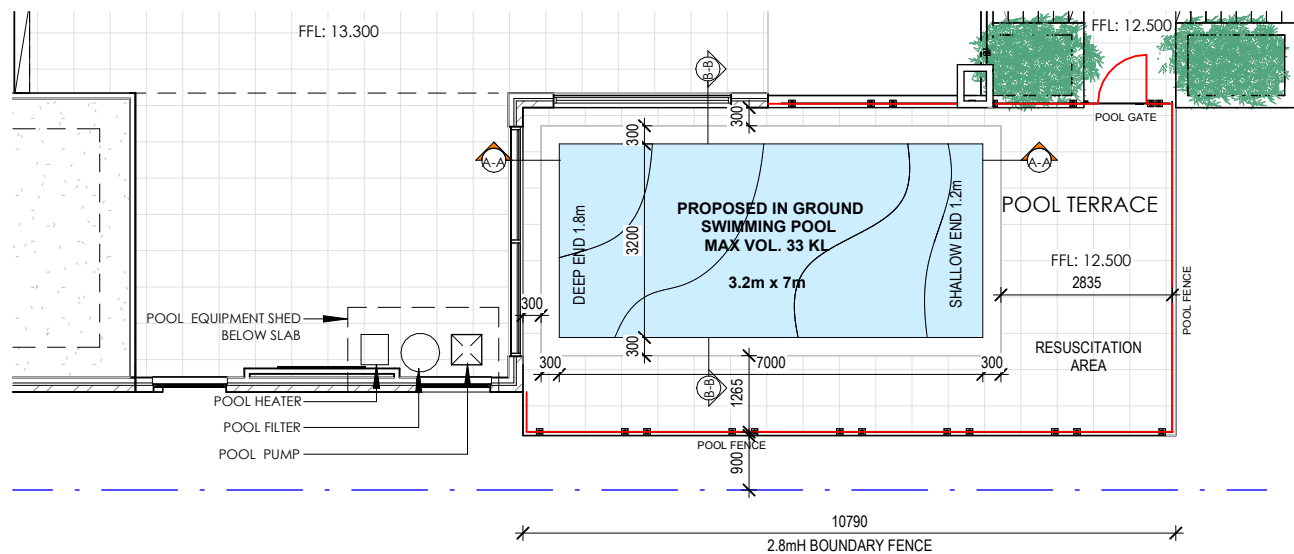 FFL: 13.300
FFL: 12.500
B-B
300
POOL GATE
300
A-A
A-A
DEEP END 1.8m
3200
PROPOSED IN GROUND
SWIMMING POOL
MAX VOL. 33 KL
3.2m x 7m
SHALLOW END 1.2m
POOL TERRACE
FFL: 12.500
2835
POOL FENCE
300
POOL EQUIPMENT SHED
BELOW SLAB
300
RESUSCITATION
AREA
300
7000
300
B-B
1265
POOL HEATER
POOL FILTER
POOL PUMP
POOL FENCE
900
10790
2.8mH BOUNDARY FENCE